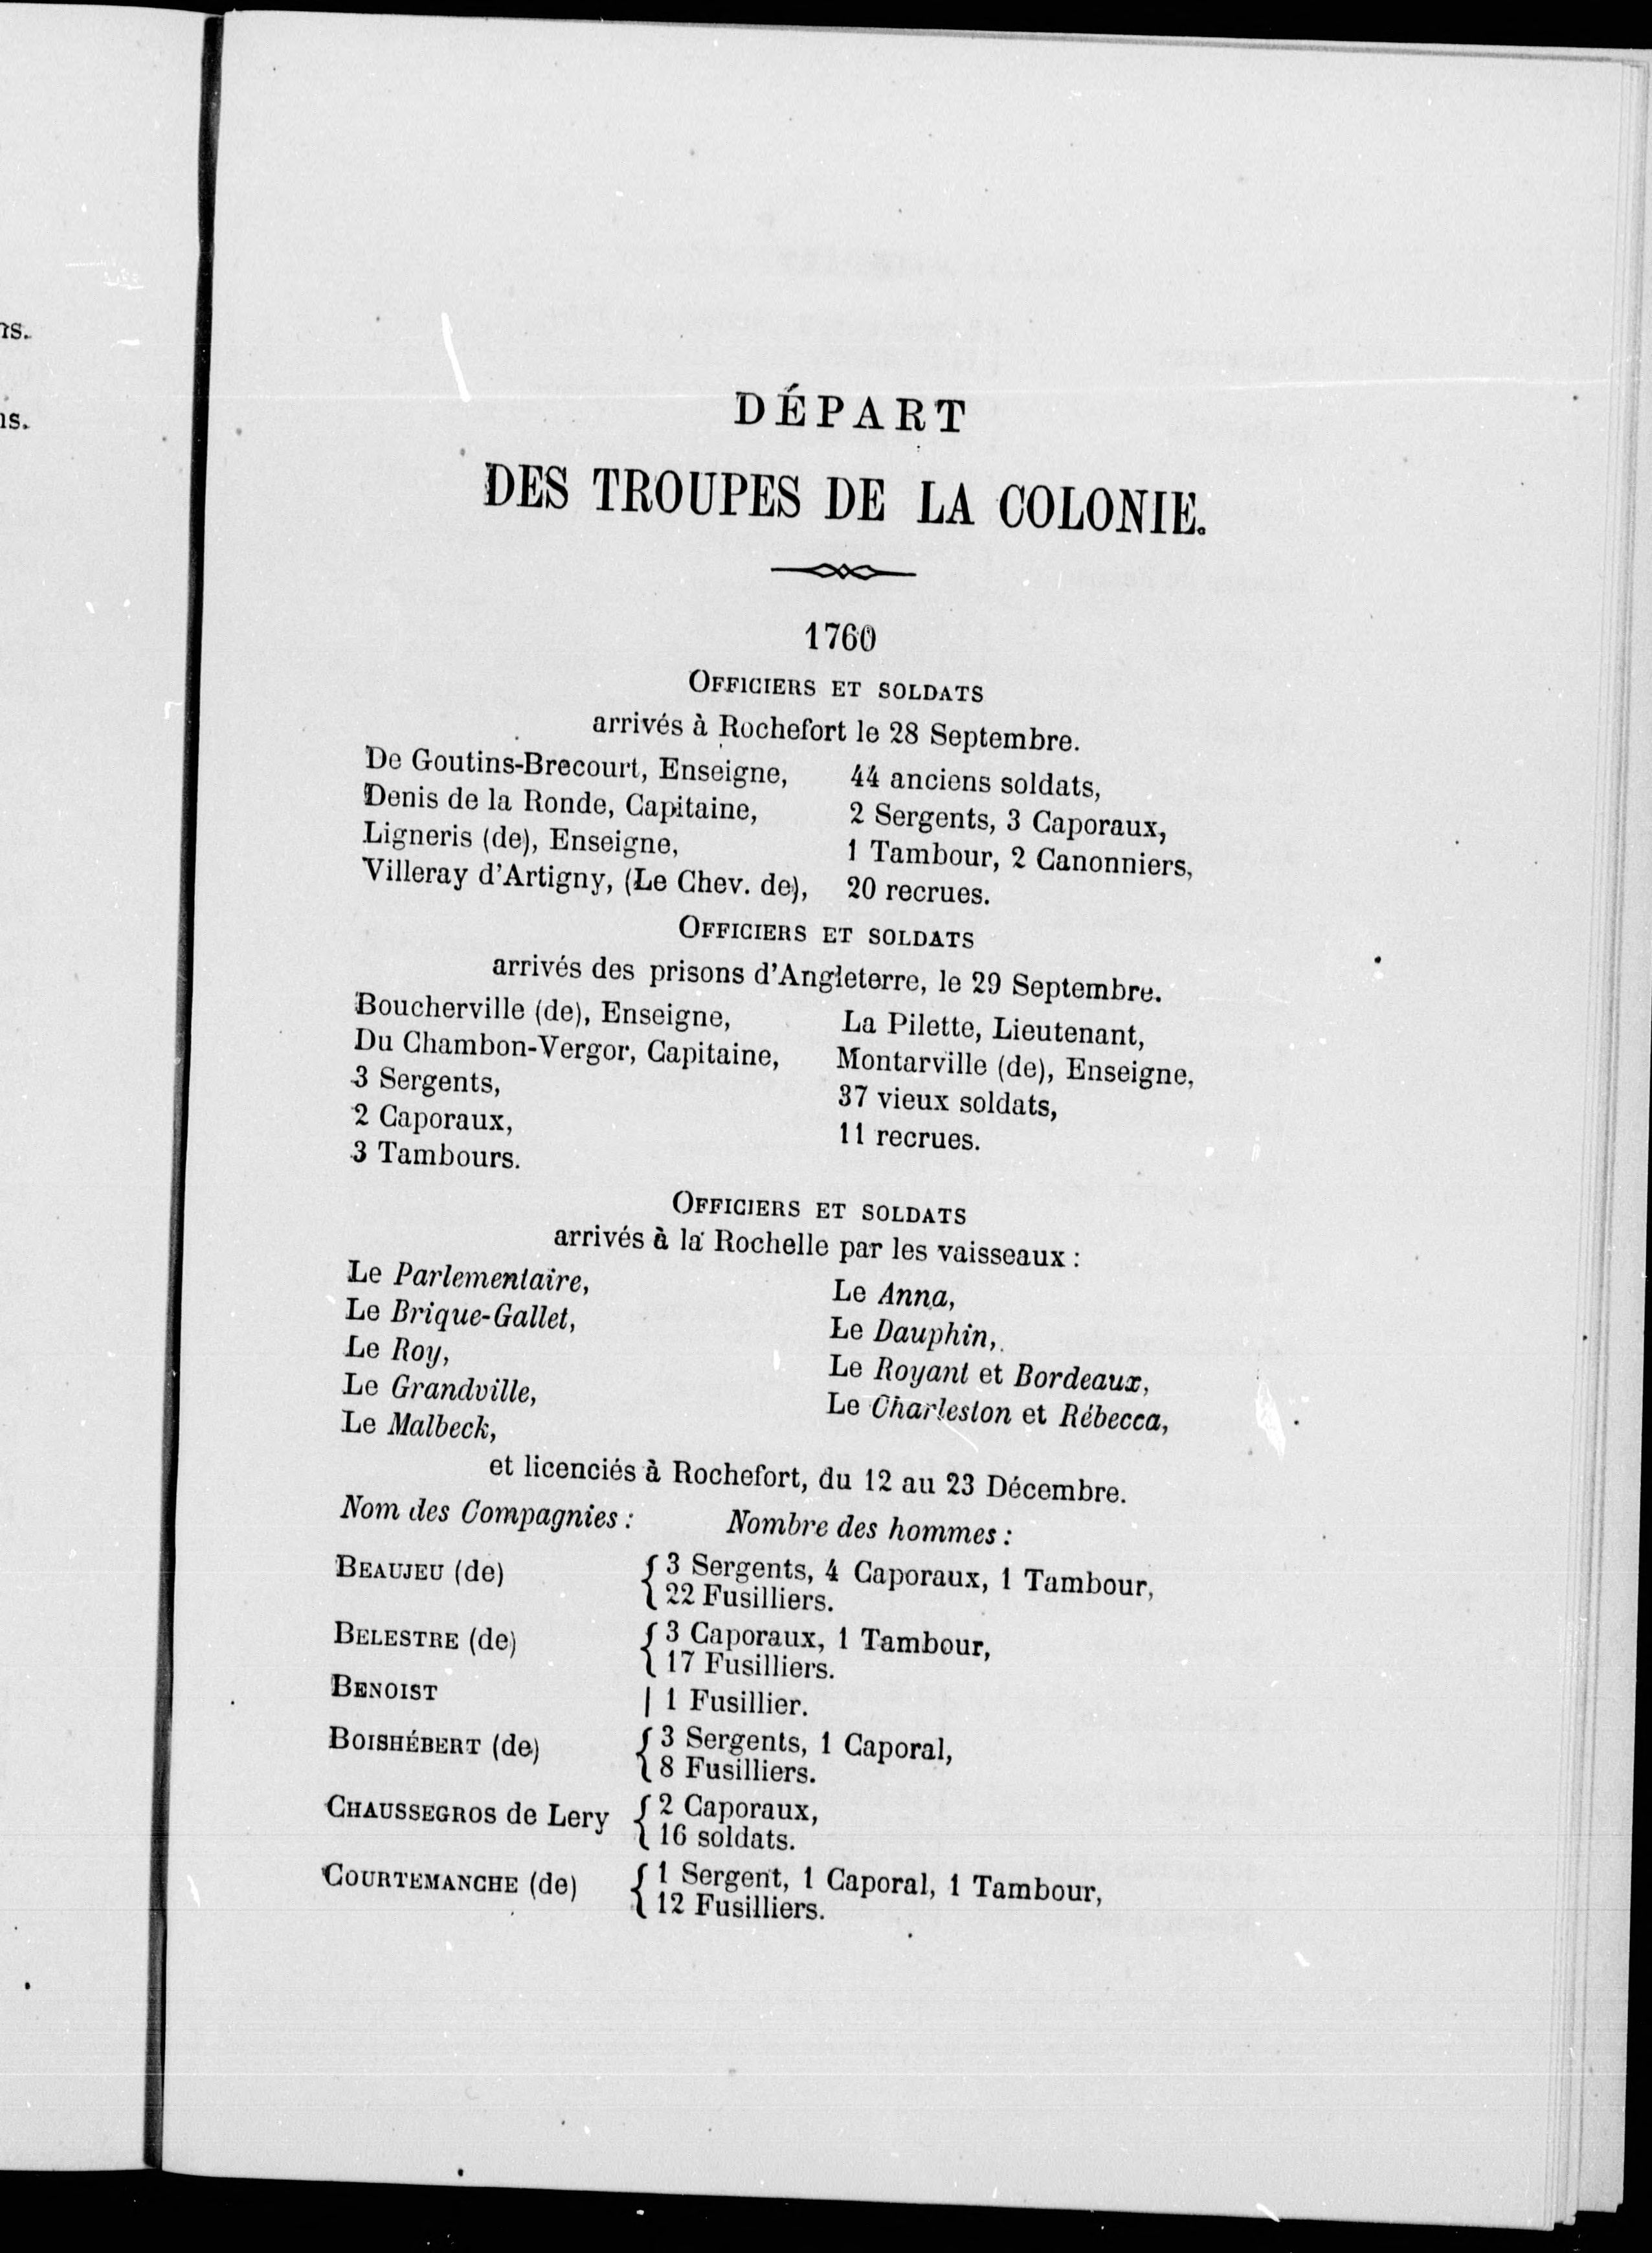 ns.
ns.
DÉPART
DES TROUPES DE LA COLONIE.
1760
OFFICIERS ET SOLDATS
arrivés à Rochefort le 28 Septembre.
De Goutins-Brecourt, Enseigne, 44 anciens soldats,
Denis de la Ronde, Capitaine, 2 Sergents, 3 Caporaux,
Ligneris (de), Enseigne, 1 Tambour, 2 Canonniers,
Villeray d'Artigny, (Le Chev. de), 20 recrues.
OFFICIERS ET SOLDATS
arrivés des prisons d'Angleterre, le 29 Septembre.
Boucherville (de), Enseigne, La Pilette, Lieutenant,
Du Chambon-Vergor, Capitaine, Montarville (de), Enseigne,
3 Sergents, 37 vieux soldats,
2 Caporaux, 11 recrues.
3 Tambours.
OFFICIERS ET SOLDATS
arrivés à la Rochelle par les vaisseaux :
Le Parlementaire, Le Anna,
Le Brique-Gallet, Le Dauphin,
Le Roy, Le Royant et Bordeaux,
Le Grandville, Le Charleston et Rébecca,
Le Malbeck,
et licenciés à Rochefort, du 12 au 23 Décembre.
Nom des Compagnies : Nombre des hommes :
BEAUJEU (de) { 3 Sergents, 4 Caporaux, 1 Tambour,
22 Fusilliers.
BELESTRE (de) { 3 Caporaux, 1 Tambour,
17 Fusilliers.
BENOIST | 1 Fusillier.
BOISHÉBERT (de) { 3 Sergents, 1 Caporal,
8 Fusilliers.
CHAUSSEGROS de Lery { 2 Caporaux,
16 soldats.
COURTEMANCHE (de) { 1 Sergent, 1 Caporal, 1 Tambour,
12 Fusilliers.